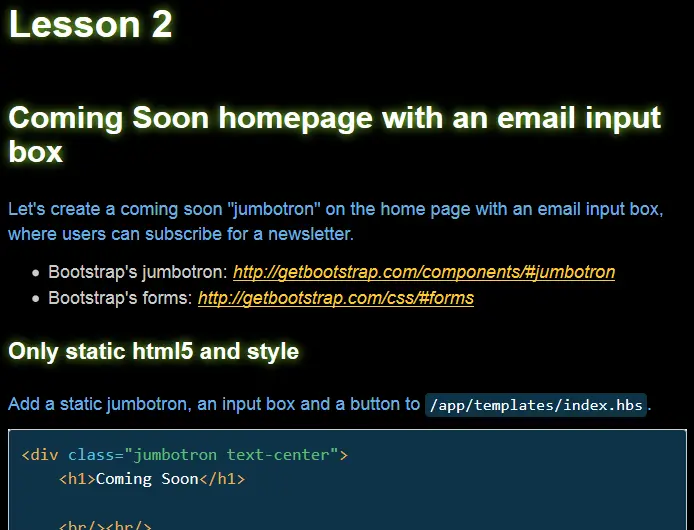 Lesson 2
Coming Soon homepage with an email input
box
Let's create a coming soon "jumbotron" on the home page with an email input box,
where users can subscribe for a newsletter.
Bootstrap's jumbotron: http://getbootstrap.com/components/#jumbotron
Bootstrap's forms: http://getbootstrap.com/css/#forms
Only static html5 and style
Add a static jumbotron, an input box and a button to /app/templates/index.hbs.
<div class="jumbotron text-center">
<h1>Coming Soon</h1>
<br/><br/>